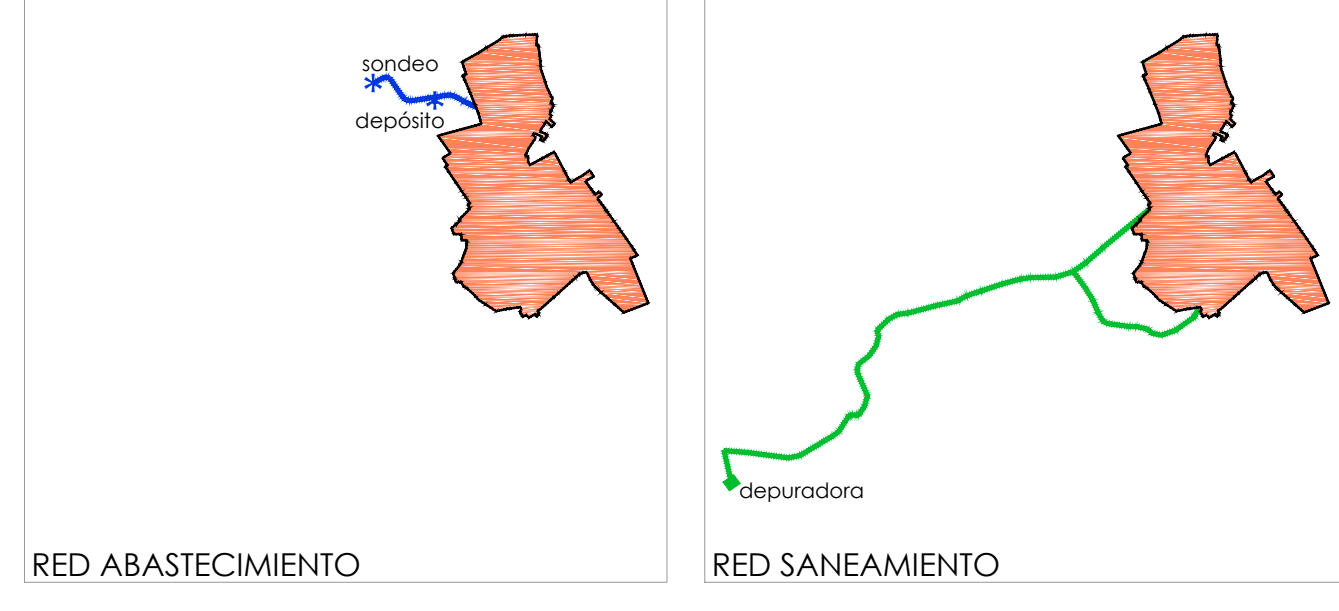 sondeo
depósito
RED ABASTECIMIENTO
depuradora
RED SANEAMIENTO